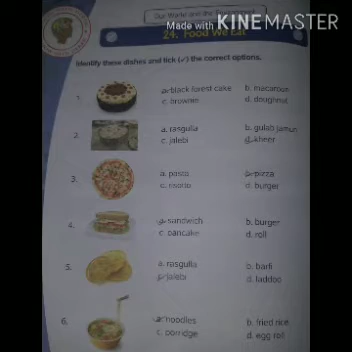 Made with KINEMASTER
Our World and the Environment
24. Food We Eat
Identify these dishes and tick (✓) the correct options.
1. a. black forest cake b. macaroon
c. brownie d. doughnut
2. a. rasgulla b. gulab jamun
c. jalebi d. kheer
3. a. pasta b. pizza
c. risotto d. burger
4. a. sandwich b. burger
c. pancake d. roll
5. a. rasgulla b. barfi
c. jalebi d. laddoo
6. a. noodles b. fried rice
c. porridge d. egg roll